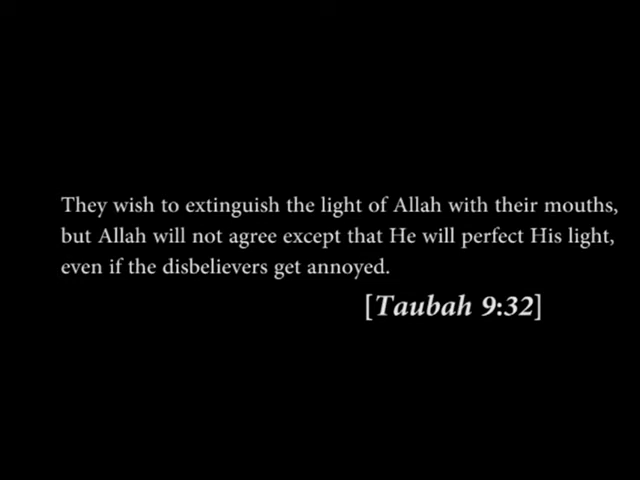 They wish to extinguish the light of Allah with their mouths,
but Allah will not agree except that He will perfect His light,
even if the disbelievers get annoyed.
[Taubah 9:32]